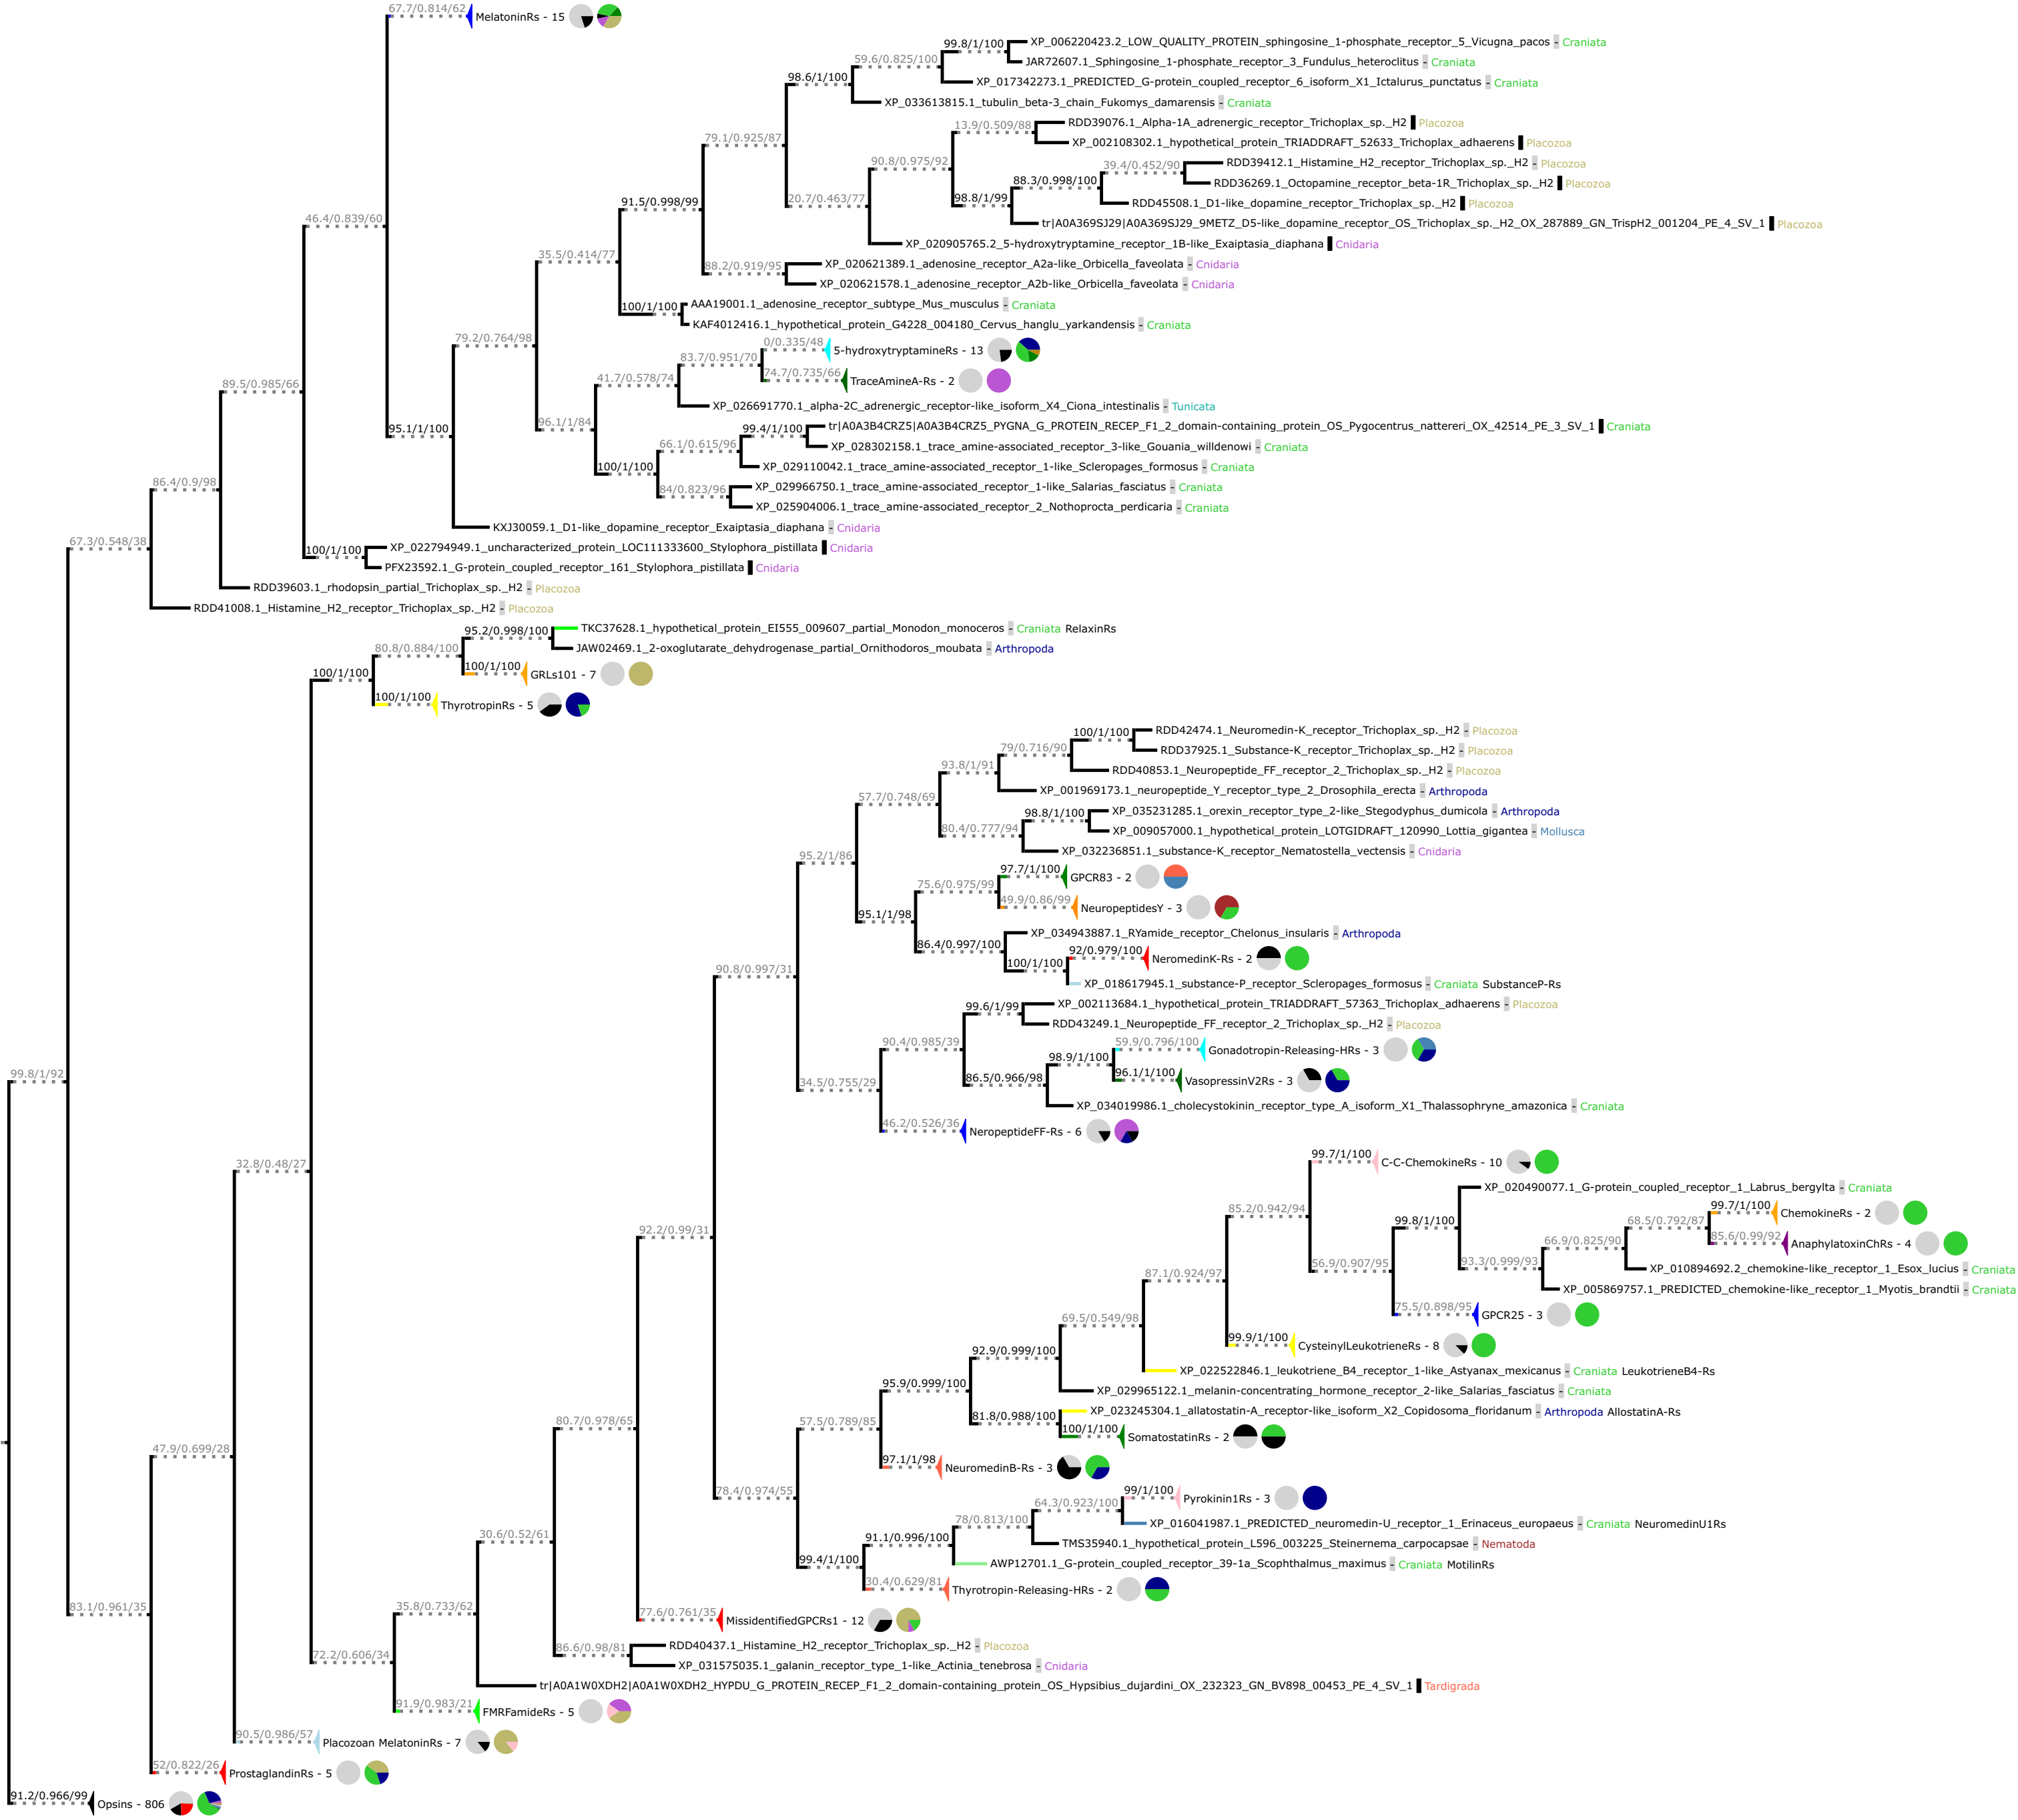 67.7/0.814/62
MelatoninRs - 15
99.8/1/100
XP_006220423.2_LOW_QUALITY_PROTEIN_sphingosine_1-phosphate_receptor_5_Vicugna_pacos - Craniata
59.6/0.825/100
JAR72607.1_Sphingosine_1-phosphate_receptor_3_Fundulus_heteroclitus - Craniata
98.6/1/100
XP_017342273.1_PREDICTED_G-protein_coupled_receptor_6_isoform_X1_Ictalurus_punctatus - Craniata
XP_033613815.1_tubulin_beta-3_chain_Fukomys_damarensis - Craniata
13.9/0.509/88
RDD39076.1_Alpha-1A_adrenergic_receptor_Trichoplax_sp._H2 Placozoa
79.1/0.925/87
XP_002108302.1_hypothetical_protein_TRIADDRAFT_52633_Trichoplax_adhaerens Placozoa
90.8/0.975/92
39.4/0.452/90
RDD39412.1_Histamine_H2_receptor_Trichoplax_sp._H2 - Placozoa
88.3/0.998/100
RDD36269.1_Octopamine_receptor_beta-1R_Trichoplax_sp._H2 Placozoa
91.5/0.998/99
20.7/0.463/77
98.8/1/99
RDD45508.1_D1-like_dopamine_receptor_Trichoplax_sp._H2 Placozoa
46.4/0.839/60
tr|A0A369SJ29|A0A369SJ29_9METZ_D5-like_dopamine_receptor_OS_Trichoplax_sp._H2_OX_287889_GN_TrispH2_001204_PE_4_SV_1 Placozoa
XP_020905765.2_5-hydroxytryptamine_receptor_1B-like_Exaiptasia_diaphana Cnidaria
35.5/0.414/77
88.2/0.919/95
XP_020621389.1_adenosine_receptor_A2a-like_Orbicella_faveolata - Cnidaria
XP_020621578.1_adenosine_receptor_A2b-like_Orbicella_faveolata - Cnidaria
100/1/100
AAA19001.1_adenosine_receptor_subtype_Mus_musculus - Craniata
KAF4012416.1_hypothetical_protein_G4228_004180_Cervus_hanglu_yarkandensis - Craniata
79.2/0.764/98
0/0.335/48
5-hydroxytryptamineRs - 13
83.7/0.951/70
74.7/0.735/66
TraceAmineA-Rs - 2
89.5/0.985/66
41.7/0.578/74
XP_026691770.1_alpha-2C_adrenergic_receptor-like_isoform_X4_Ciona_intestinalis - Tunicata
96.1/1/84
99.4/1/100
tr|A0A3B4CRZ5|A0A3B4CRZ5_PYGNA_G_PROTEIN_RECEP_F1_2_domain-containing_protein_OS_Pygocentrus_nattereri_OX_42514_PE_3_SV_1 Craniata
95.1/1/100
66.1/0.615/96
XP_028302158.1_trace_amine-associated_receptor_3-like_Gouania_willdenowi - Craniata
100/1/100
XP_029110042.1_trace_amine-associated_receptor_1-like_Scleropages_formosus - Craniata
86.4/0.9/98
84/0.823/96
XP_029966750.1_trace_amine-associated_receptor_1-like_Salarias_fasciatus - Craniata
XP_025904006.1_trace_amine-associated_receptor_2_Nothoprocta_perdicaria - Craniata
KXJ30059.1_D1-like_dopamine_receptor_Exaiptasia_diaphana - Cnidaria
67.3/0.548/38
100/1/100
XP_022794949.1_uncharacterized_protein_LOC111333600_Stylophora_pistillata Cnidaria
PFX23592.1_G-protein_coupled_receptor_161_Stylophora_pistillata Cnidaria
RDD39603.1_rhodopsin_partial_Trichoplax_sp._H2 - Placozoa
RDD41008.1_Histamine_H2_receptor_Trichoplax_sp._H2 - Placozoa
95.2/0.998/100
TKC37628.1_hypothetical_protein_EI555_009607_partial_Monodon_monoceros - Craniata RelaxinRs
80.8/0.884/100
JAW02469.1_2-oxoglutarate_dehydrogenase_partial_Ornithodoros_moubata - Arthropoda
100/1/100
100/1/100
GRLs101 - 7
100/1/100
ThyrotropinRs - 5
100/1/100
RDD42474.1_Neuromedin-K_receptor_Trichoplax_sp._H2 - Placozoa
79/0.716/90
RDD37925.1_Substance-K_receptor_Trichoplax_sp._H2 - Placozoa
93.8/1/91
RDD40853.1_Neuropeptide_FF_receptor_2_Trichoplax_sp._H2 - Placozoa
57.7/0.748/69
XP_001969173.1_neuropeptide_Y_receptor_type_2_Drosophila_erecta - Arthropoda
98.8/1/100
XP_035231285.1_orexin_receptor_type_2-like_Stegodyphus_dumicola - Arthropoda
80.4/0.777/94
XP_009057000.1_hypothetical_protein_LOTGIDRAFT_120990_Lottia_gigantea - Mollusca
95.2/1/86
XP_032236851.1_substance-K_receptor_Nematostella_vectensis - Cnidaria
97.7/1/100
GPCR83 - 2
75.6/0.975/99
49.9/0.86/99
NeuropeptidesY - 3
95.1/1/98
XP_034943887.1_RYamide_receptor_Chelonus_insularis - Arthropoda
86.4/0.997/100
92/0.979/100
NeromedinK-Rs - 2
90.8/0.997/31
100/1/100
XP_018617945.1_substance-P_receptor_Scleropages_formosus - Craniata SubstanceP-Rs
99.6/1/99
XP_002113684.1_hypothetical_protein_TRIADDRAFT_57363_Trichoplax_adhaerens - Placozoa
RDD43249.1_Neuropeptide_FF_receptor_2_Trichoplax_sp._H2 - Placozoa
90.4/0.985/39
59.9/0.796/100
Gonadotropin-Releasing-HRs - 3
98.9/1/100
99.8/1/92
34.5/0.755/29
86.5/0.966/98
96.1/1/100
VasopressinV2Rs - 3
XP_034019986.1_cholecystokinin_receptor_type_A_isoform_X1_Thalassophryne_amazonica - Craniata
46.2/0.526/36
NeropeptideFF-Rs - 6
32.8/0.48/27
99.7/1/100
C-C-ChemokineRs - 10
XP_020490077.1_G-protein_coupled_receptor_1_Labrus_bergylta - Craniata
85.2/0.942/94
99.7/1/100
ChemokineRs - 2
99.8/1/100
68.5/0.792/87
92.2/0.99/31
85.6/0.99/92
AnaphylatoxinChRs - 4
66.9/0.825/90
56.9/0.907/95
93.3/0.999/93
XP_010894692.2_chemokine-like_receptor_1_Esox_lucius - Craniata
87.1/0.924/97
XP_005869757.1_PREDICTED_chemokine-like_receptor_1_Myotis_brandtii - Craniata
75.5/0.898/95
GPCR25 - 3
69.5/0.549/98
99.9/1/100
CysteinylLeukotrieneRs - 8
92.9/0.999/100
XP_022522846.1_leukotriene_B4_receptor_1-like_Astyanax_mexicanus - Craniata LeukotrieneB4-Rs
95.9/0.999/100
XP_029965122.1_melanin-concentrating_hormone_receptor_2-like_Salarias_fasciatus - Craniata
80.7/0.978/65
57.5/0.789/85
81.8/0.988/100
XP_023245304.1_allatostatin-A_receptor-like_isoform_X2_Copidosoma_floridanum - Arthropoda AllostatinA-Rs
100/1/100
SomatostatinRs - 2
47.9/0.699/28
97.1/1/98
NeuromedinB-Rs - 3
78.4/0.974/55
99/1/100
Pyrokinin1Rs - 3
64.3/0.923/100
XP_016041987.1_PREDICTED_neuromedin-U_receptor_1_Erinaceus_europaeus - Craniata NeuromedinU1Rs
78/0.813/100
30.6/0.52/61
91.1/0.996/100
TMS35940.1_hypothetical_protein_L596_003225_Steinernema_carpocapsae - Nematoda
99.4/1/100
AWP12701.1_G-protein_coupled_receptor_39-1a_Scophthalmus_maximus - Craniata MotilinRs
30.4/0.629/81
Thyrotropin-Releasing-HRs - 2
83.1/0.961/35
35.8/0.733/62
77.6/0.761/35
MissidentifiedGPCRs1 - 12
86.6/0.98/81
RDD40437.1_Histamine_H2_receptor_Trichoplax_sp._H2 - Placozoa
72.2/0.606/34
XP_031575035.1_galanin_receptor_type_1-like_Actinia_tenebrosa - Cnidaria
tr|A0A1W0XDH2|A0A1W0XDH2_HYPDU_G_PROTEIN_RECEP_F1_2_domain-containing_protein_OS_Hypsibius_dujardini_OX_232323_GN_BV898_00453_PE_4_SV_1 Tardigrada
91.9/0.983/21
FMRFamideRs - 5
90.5/0.986/57
Placozoan MelatoninRs - 7
52/0.822/26
ProstaglandinRs - 5
91.2/0.966/99
Opsins - 806